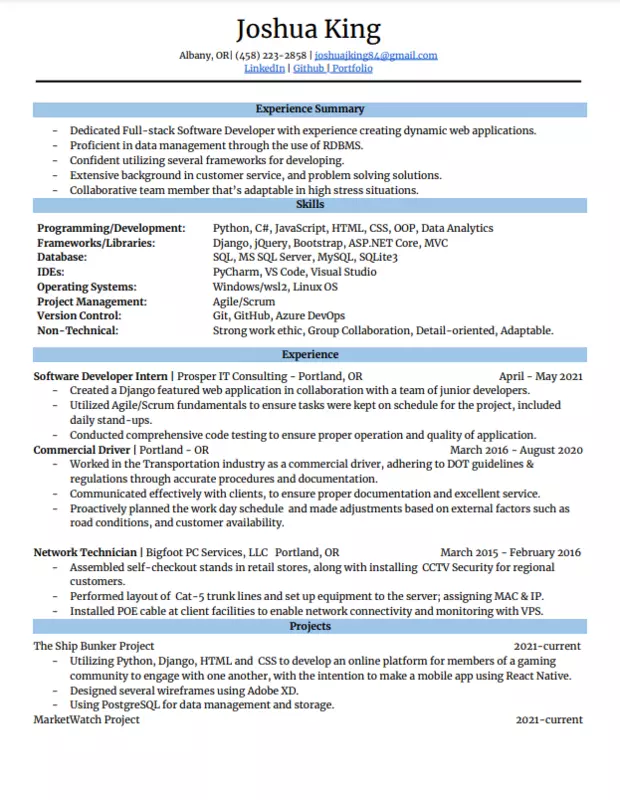 Joshua King
Albany, OR| (458) 223-2858 | joshuajking84@gmail.com
LinkedIn | Github | Portfolio
Experience Summary
- Dedicated Full-stack Software Developer with experience creating dynamic web applications.
- Proficient in data management through the use of RDBMS.
- Confident utilizing several frameworks for developing.
- Extensive background in customer service, and problem solving solutions.
- Collaborative team member that's adaptable in high stress situations.
Skills
Programming/Development: Python, C#, JavaScript, HTML, CSS, OOP, Data Analytics
Frameworks/Libraries: Django, jQuery, Bootstrap, ASP.NET Core, MVC
Database: SQL, MS SQL Server, MySQL, SQLite3
IDEs: PyCharm, VS Code, Visual Studio
Operating Systems: Windows/wsl2, Linux OS
Project Management: Agile/Scrum
Version Control: Git, GitHub, Azure DevOps
Non-Technical: Strong work ethic, Group Collaboration, Detail-oriented, Adaptable.
Experience
Software Developer Intern | Prosper IT Consulting - Portland, OR April - May 2021
- Created a Django featured web application in collaboration with a team of junior developers.
- Utilized Agile/Scrum fundamentals to ensure tasks were kept on schedule for the project, included
daily stand-ups.
- Conducted comprehensive code testing to ensure proper operation and quality of application.
Commercial Driver | Portland - OR March 2016 - August 2020
- Worked in the Transportation industry as a commercial driver, adhering to DOT guidelines &
regulations through accurate procedures and documentation.
- Communicated effectively with clients, to ensure proper documentation and excellent service.
- Proactively planned the work day schedule and made adjustments based on external factors such as
road conditions, and customer availability.
Network Technician | Bigfoot PC Services, LLC Portland, OR March 2015 - February 2016
- Assembled self-checkout stands in retail stores, along with installing CCTV Security for regional
customers.
- Performed layout of Cat-5 trunk lines and set up equipment to the server; assigning MAC & IP.
- Installed POE cable at client facilities to enable network connectivity and monitoring with VPS.
Projects
The Ship Bunker Project 2021-current
- Utilizing Python, Django, HTML and CSS to develop an online platform for members of a gaming
community to engage with one another, with the intention to make a mobile app using React Native.
- Designed several wireframes using Adobe XD.
- Using PostgreSQL for data management and storage.
MarketWatch Project 2021-current